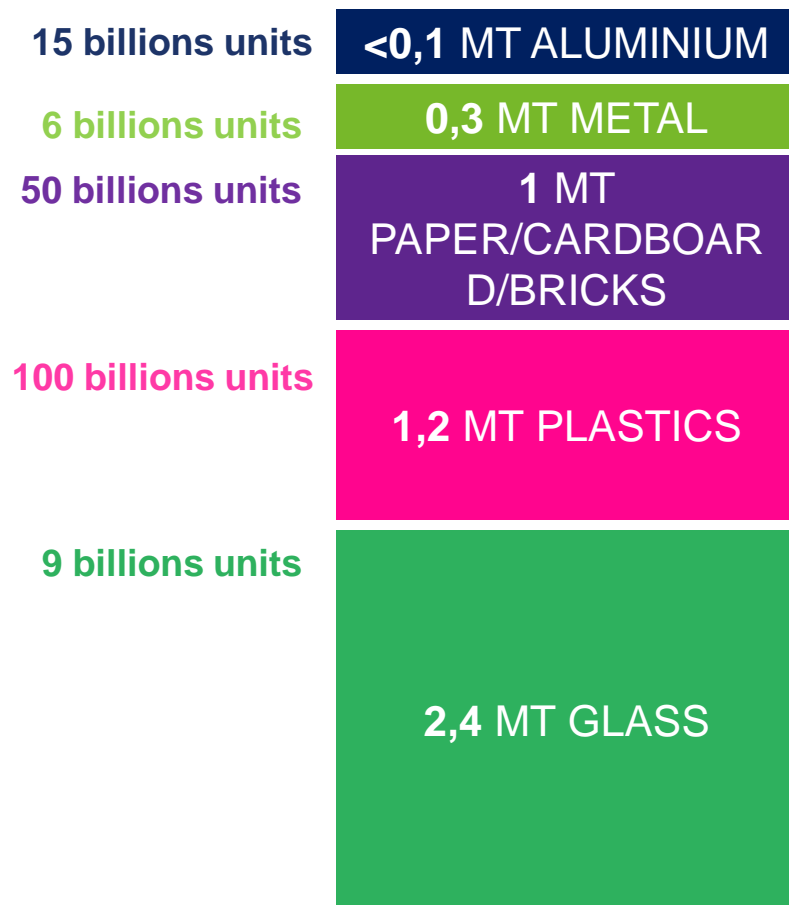 15 billions units
<0,1 MT ALUMINIUM
6 billions units
0,3 MT METAL
50 billions units
1 MT
PAPER/CARDBOAR
D/BRICKS
100 billions units
1,2 MT PLASTICS
9 billions units
2,4 MT GLASS